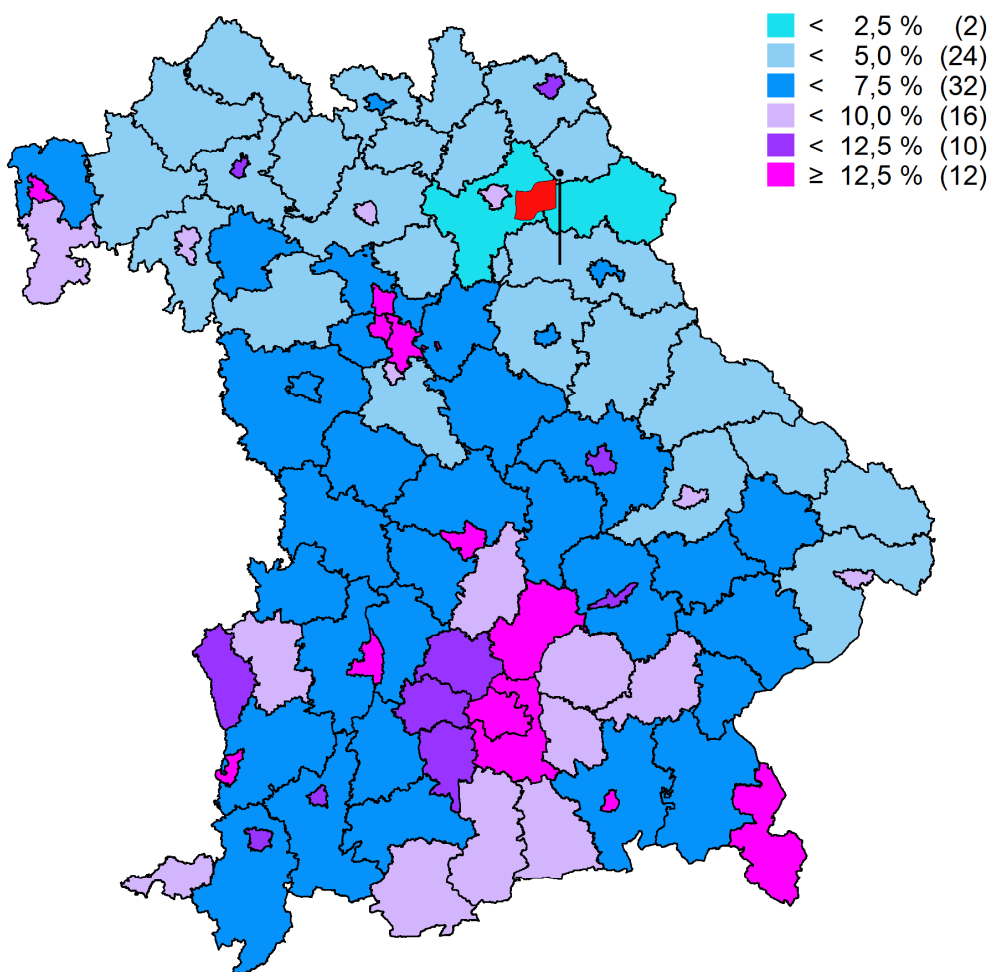 < 2,5 % (2)
< 5,0 % (24)
< 7,5 % (32)
< 10,0 % (16)
< 12,5 % (10)
≥ 12,5 % (12)